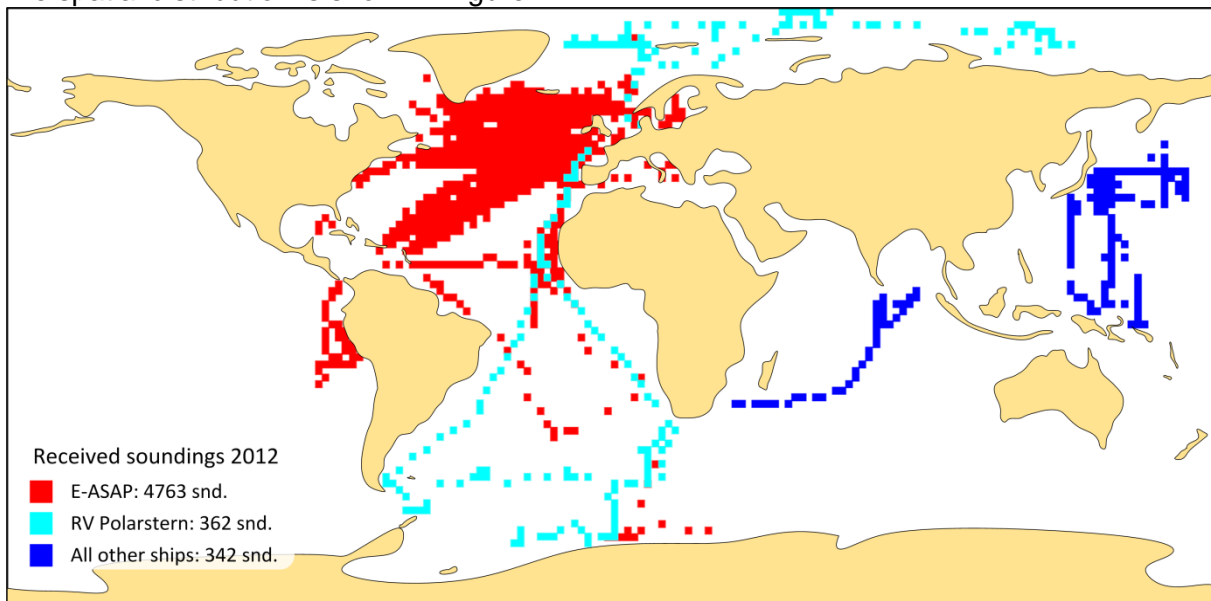 Received soundings 2012
E-ASAP: 4763 snd.
RV Polarstern: 362 snd.
All other ships: 342 snd.